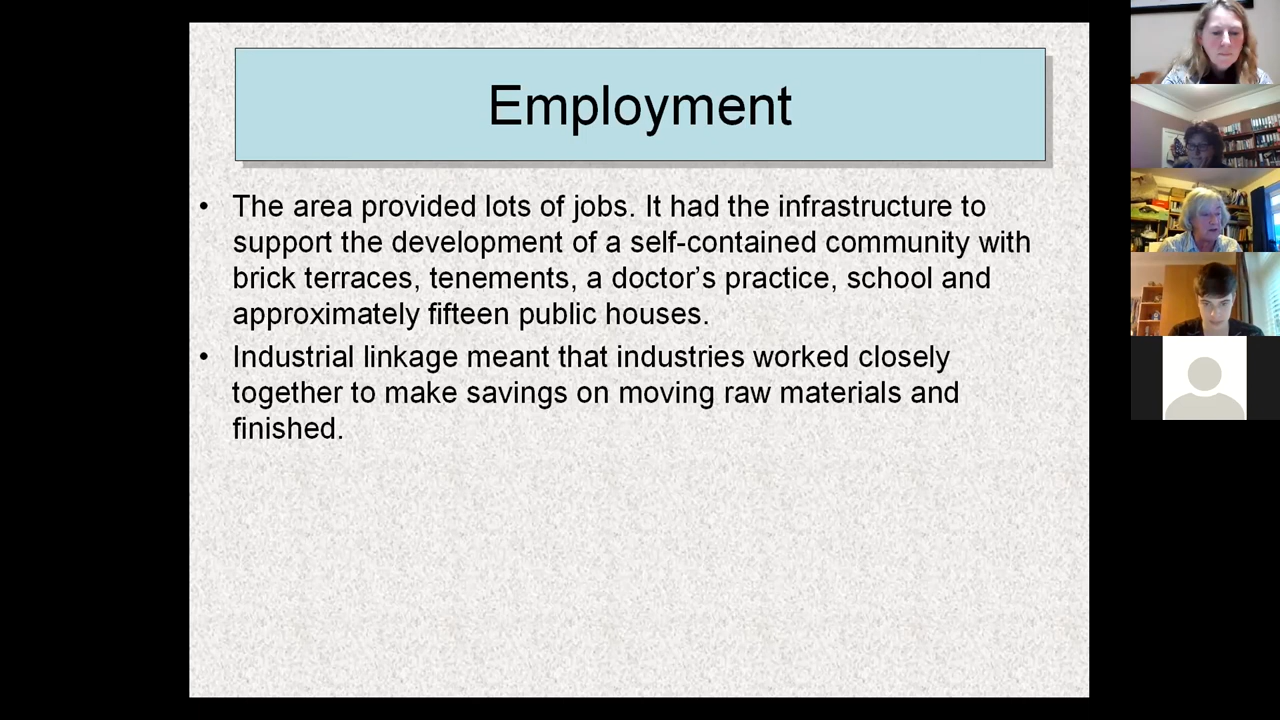 Employment
• The area provided lots of jobs. It had the infrastructure to
support the development of a self-contained community with
brick terraces, tenements, a doctor’s practice, school and
approximately fifteen public houses.
• Industrial linkage meant that industries worked closely
together to make savings on moving raw materials and
finished.